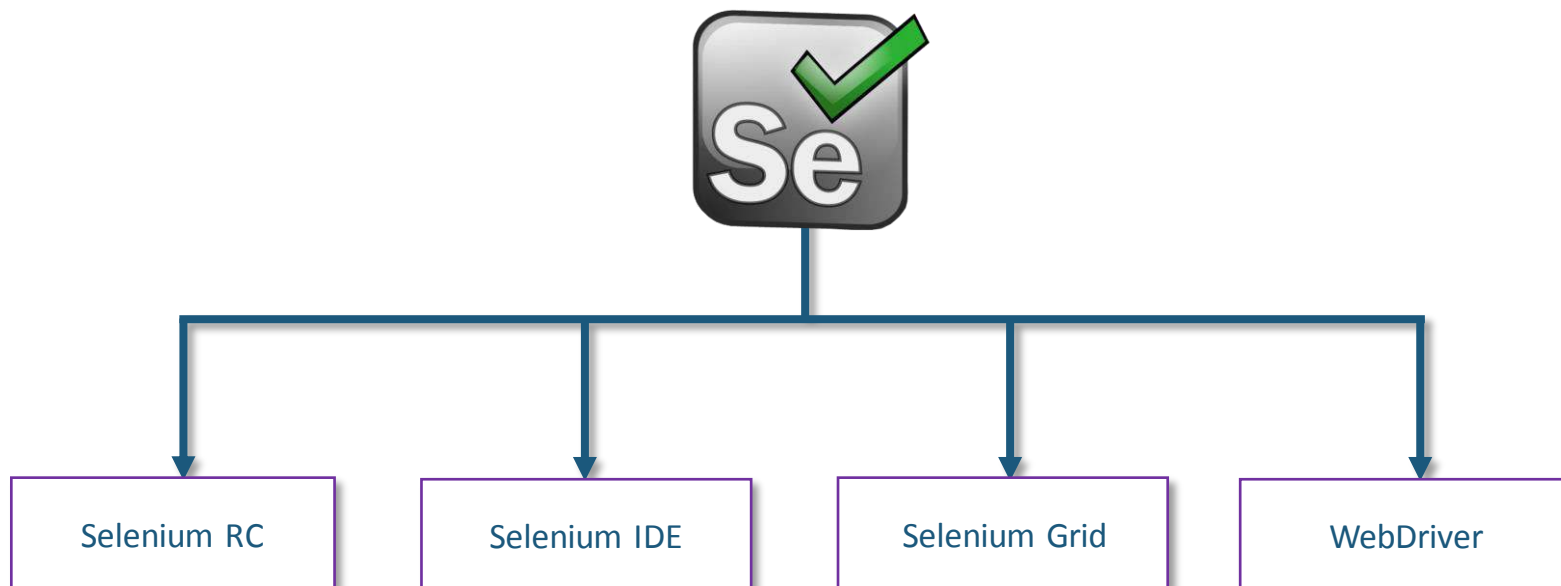 Se
Selenium RC
Selenium IDE
Selenium Grid
WebDriver